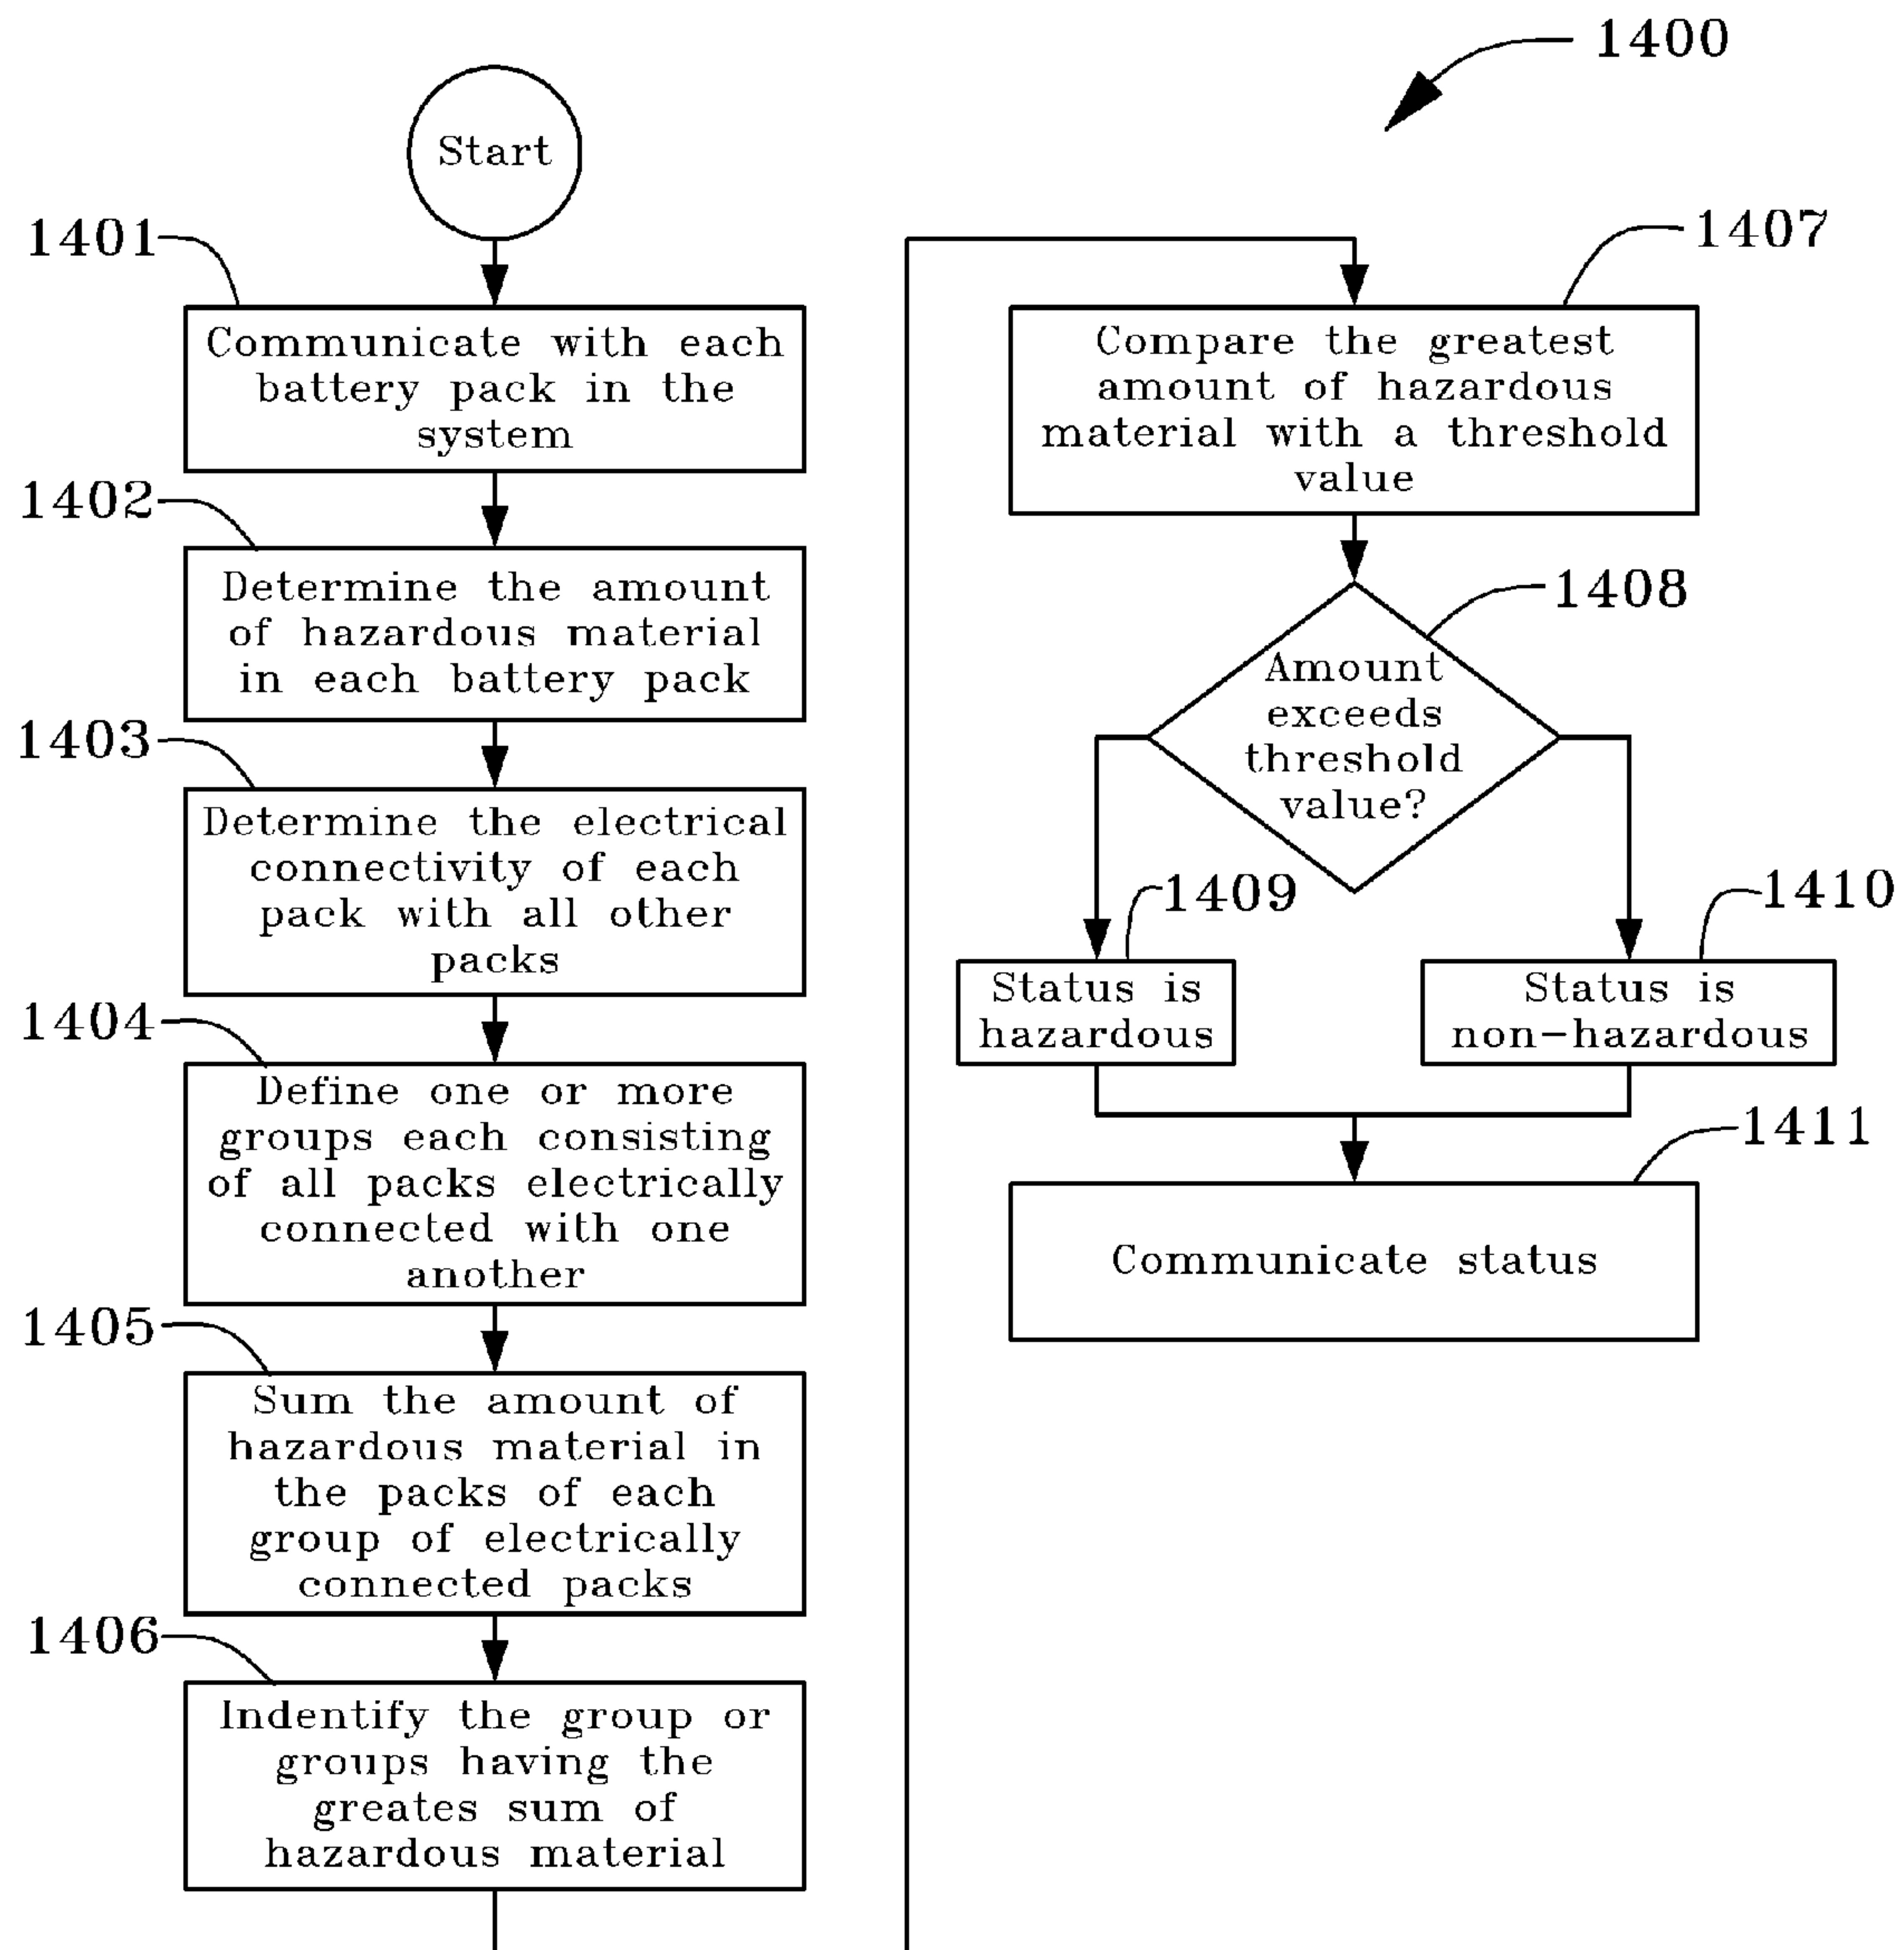 1400
Start
1401
Communicate with each
battery pack in the
system
1402
Determine the amount
of hazardous material
in each battery pack
1403
Determine the electrical
connectivity of each
pack with all other
packs
1404
Define one or more
groups each consisting
of all packs electrically
connected with one
another
1405
Sum the amount of
hazardous material in
the packs of each
group of electrically
connected packs
1406
Indentify the group or
groups having the
greates sum of
hazardous material
1407
Compare the greatest
amount of hazardous
material with a threshold
value
1408
Amount
exceeds
threshold
value?
1409
Status is
hazardous
1410
Status is
non-hazardous
1411
Communicate status